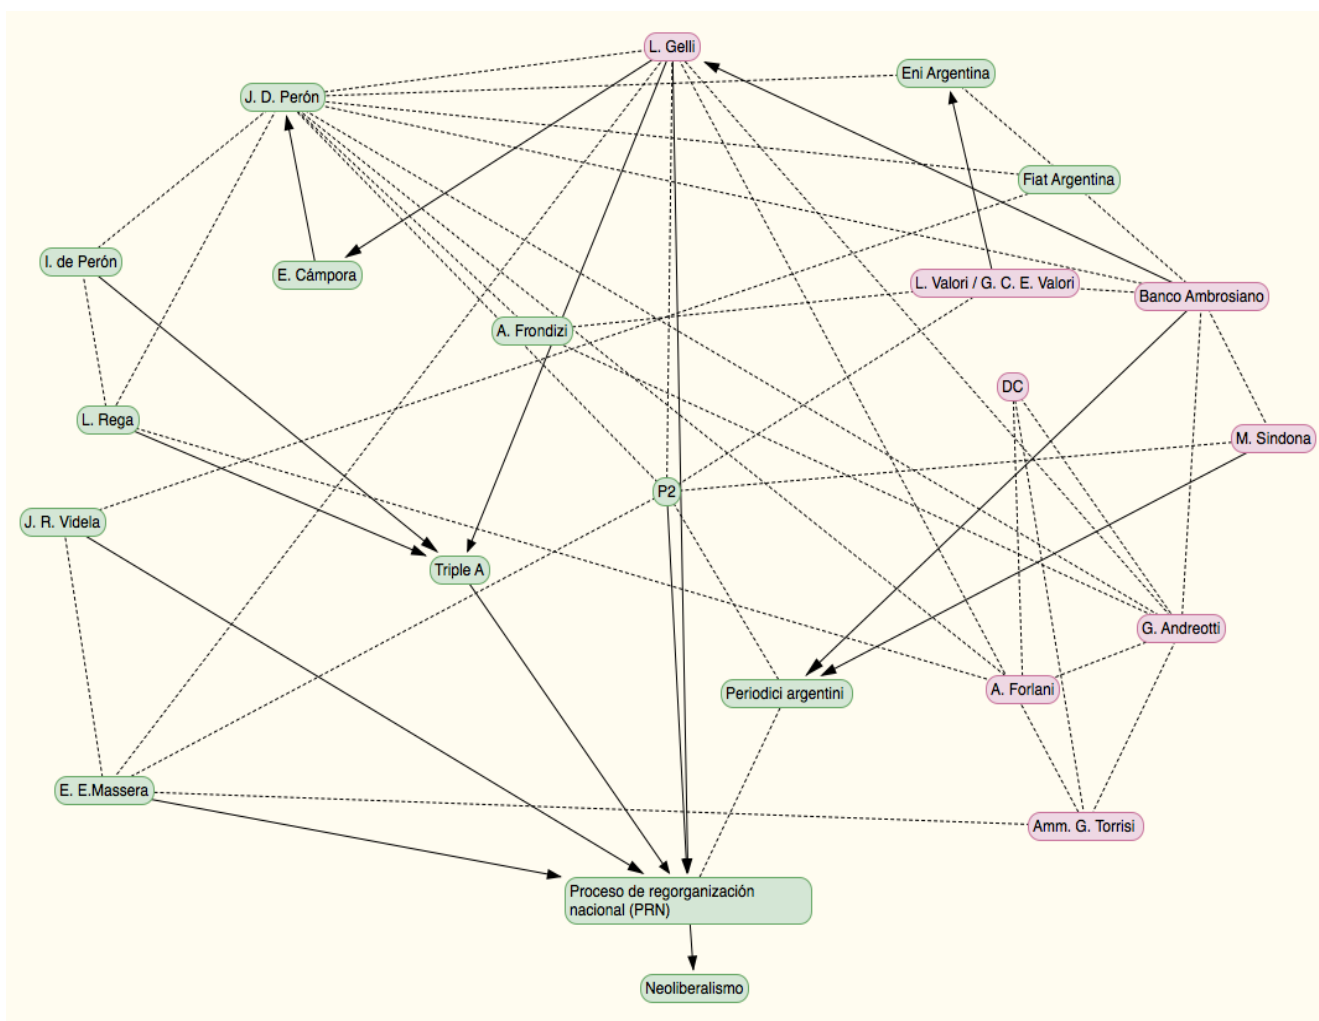 L. Gelli
Eni Argentina
J. D. Perón
Fiat Argentina
I. de Perón
E. Cámpora
L. Valori / G. C. E. Valori
Banco Ambrosiano
A. Frondizi
DC
L. Rega
M. Sindona
P2
J. R. Videla
Triple A
G. Andreotti
A. Forlani
Periodici argentini
E. E.Massera
Amm. G. Torrisi
Proceso de regorganización
nacional (PRN)
Neoliberalismo